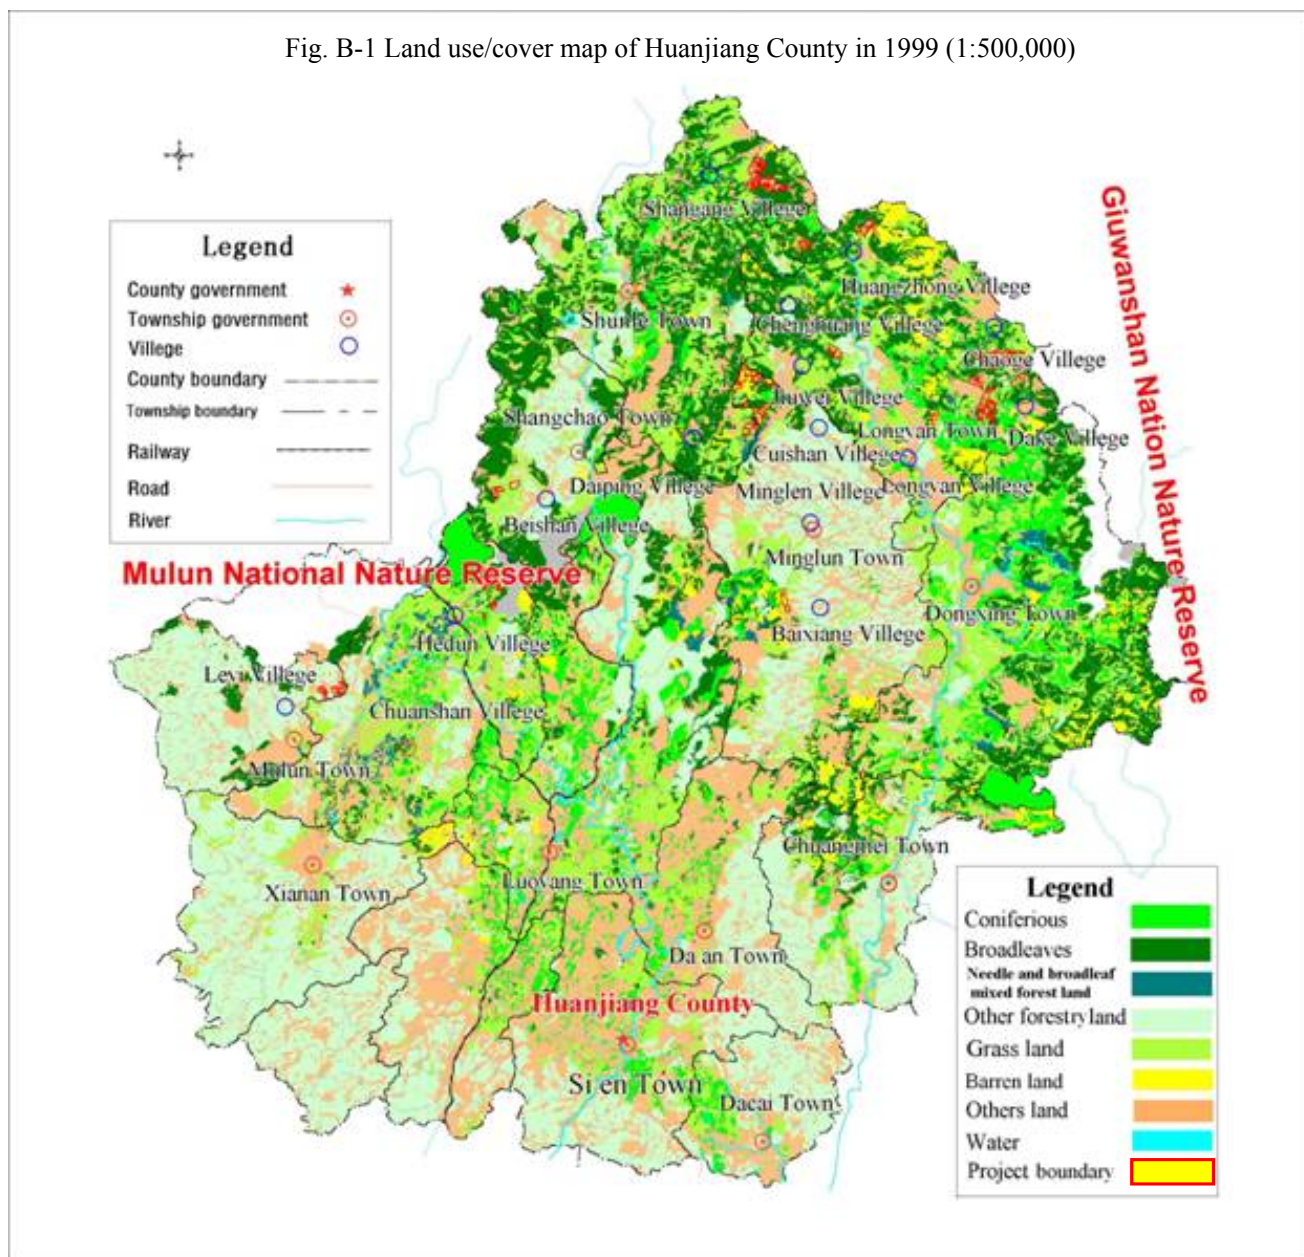 Fig. B-1 Land use/cover map of Huanjiang County in 1999 (1:500,000)
Legend
County government
Township government
Villege
County boundary
Township boundary
Railway
Road
River
Shangang Villege
Huangzhong Villege
Shunle Town
Chenghuang Villege
Chaoge Villege
Jiuwei Villege
Shangchao Town
Longyan Town
Dake Villege
Cuishan Villege
Daiping Villege
Minglen Villege
Longyan Villege
Beishan Villege
Minglun Town
Mulun National Nature Reserve
Giuwanshan Nation Nature Reserve
Dongxing Town
Baixiang Villege
Hedun Villege
Leyi Villege
Chuanshan Villege
Mulun Town
Chuangmei Town
Xianan Town
Luoyang Town
Da an Town
Huanjiang County
Si en Town
Dacai Town
Legend
Coniferious
Broadleaves
Needle and broadleaf
mixed forest land
Other forestry land
Grass land
Barren land
Others land
Water
Project boundary